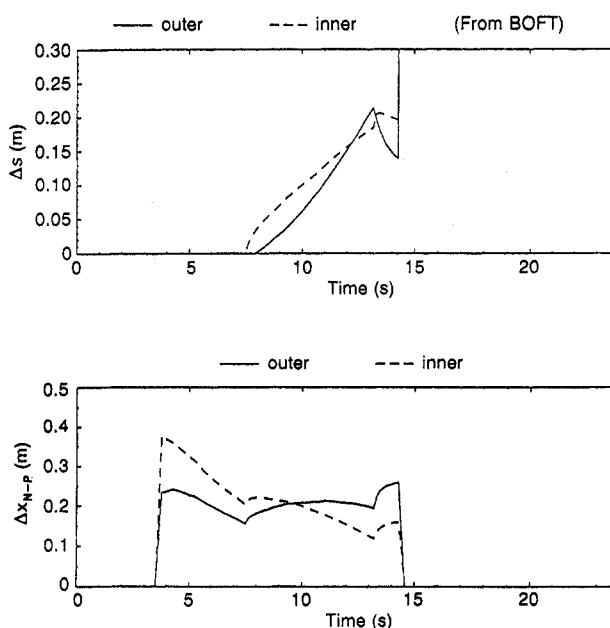 outer inner (From BOFT)
0.30
0.20
Δs (m)
0.15
0.10
0.05
0
0 5 10 15 20
Time (s)
outer inner
0.5
0.4
0.3
Δx_N-P (m)
0.2
0.1
0
0 5 10 15 20
Time (s)